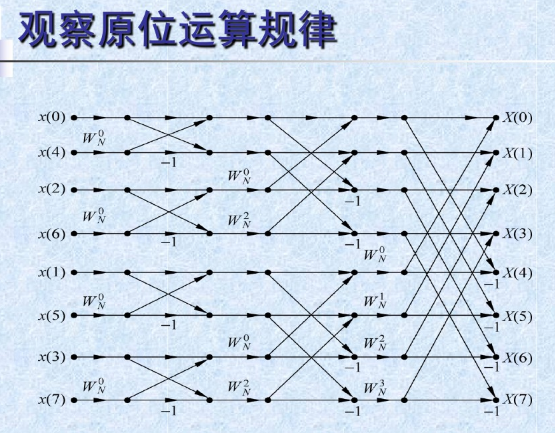 观察原位运算规律
x(0) X(0)
W_N^0
x(4) -1 X(1)
W_N^0
x(2) -1 X(2)
W_N^0 W_N^2
x(6) -1 -1 X(3)
W_N^0
x(1) -1 X(4)
W_N^0 W_N^1
x(5) -1 -1 X(5)
W_N^0 W_N^2
x(3) -1 -1 X(6)
W_N^0 W_N^2 W_N^3
x(7) -1 -1 -1 X(7)